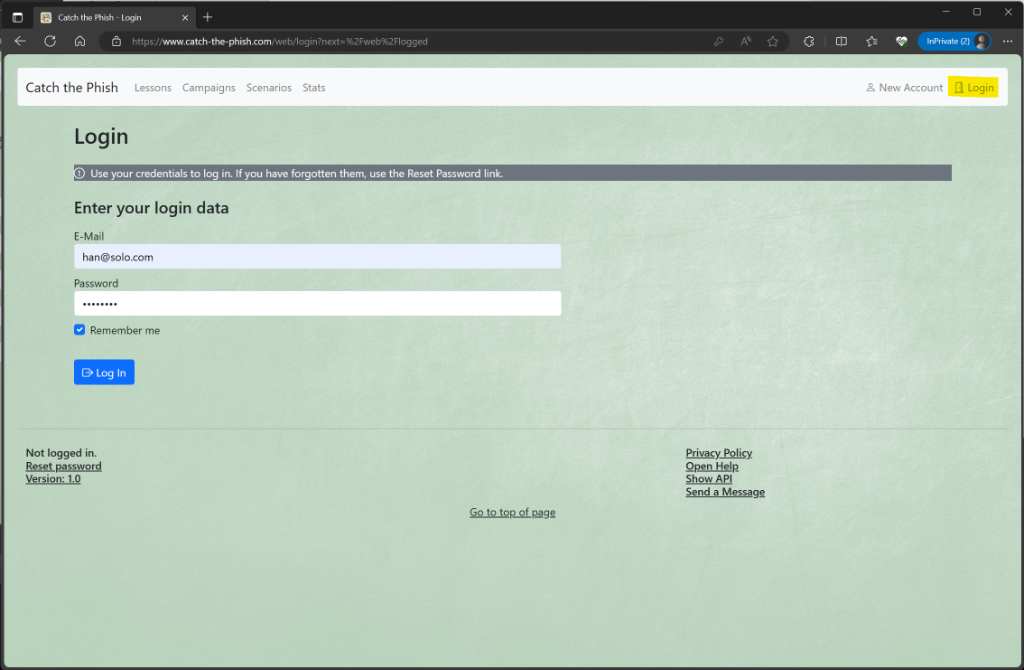 Catch the Phish - Login
https://www.catch-the-phish.com/web/login?next=%2Fweb%2Flogged
InPrivate (2)
Catch the Phish Lessons Campaigns Scenarios Stats New Account Login
Login
Use your credentials to log in. If you have forgotten them, use the Reset Password link.
Enter your login data
E-Mail
han@solo.com
Password
••••••••
Remember me
Log In
Not logged in.
Reset password
Version: 1.0
Privacy Policy
Open Help
Show API
Send a Message
Go to top of page